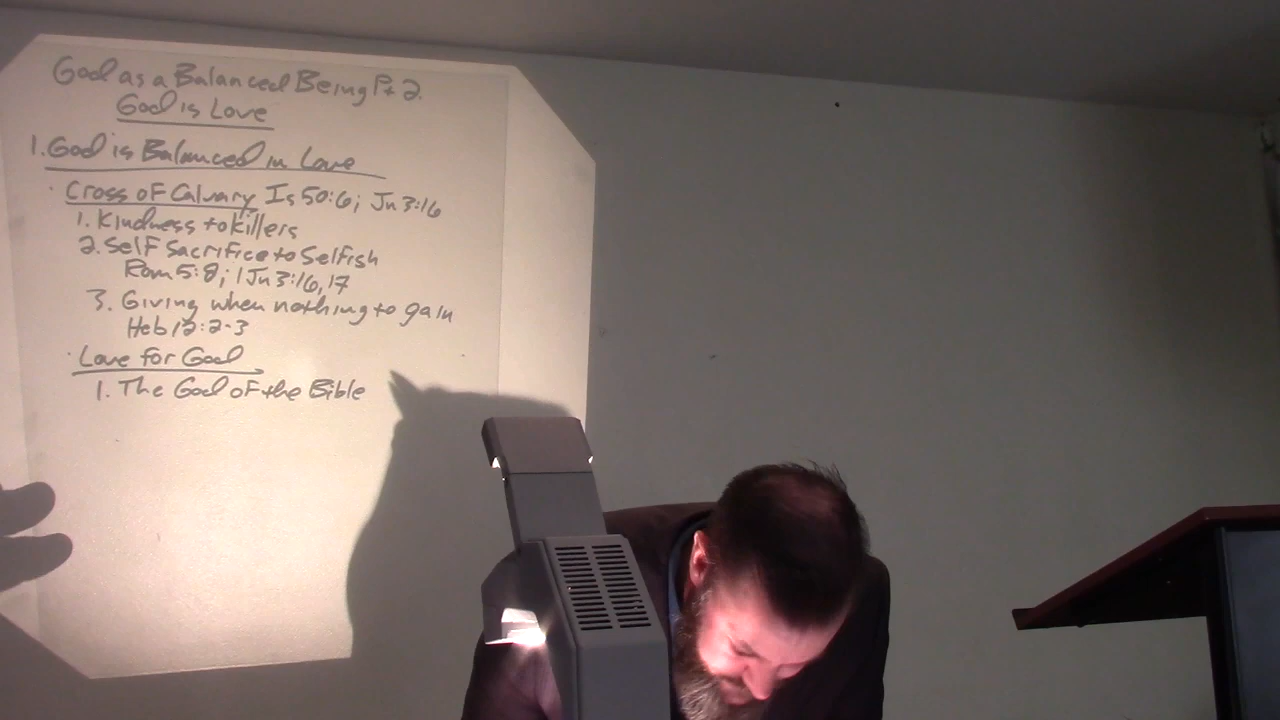 God as a Balanced Being Pt 2.
God is Love
1. God is Balanced in Love
· Cross of Calvary Is 50:6; Jn 3:16
1. Kindness to killers
2. Self Sacrifice to Selfish
Rom 5:8; 1 Jn 3:16,17
3. Giving when nothing to gain
Heb 12:2-3
· Love for God
1. The God of the Bible